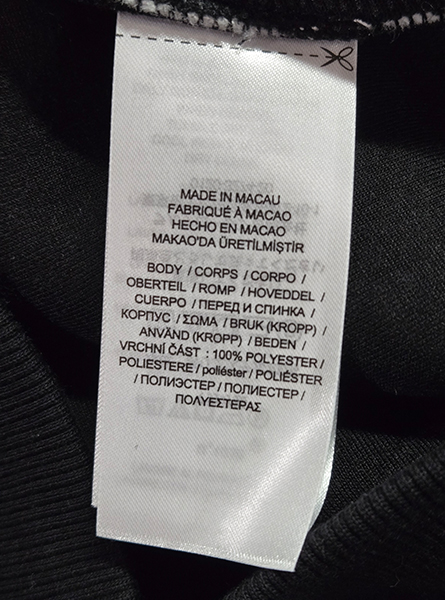 MADE IN MACAU
FABRIQUÉ À MACAO
HECHO EN MACAO
MAKAO'DA ÜRETİLMİŞTİR
BODY / CORPS / CORPO /
OBERTEIL / ROMP / HOVEDDEL /
CUERPO / ПЕРЕД И СПИНКА /
КОРПУС / ΣΩΜΑ / BRUK (KROPP) /
ANVÄND (KROPP) / BEDEN /
VRCHNÍ ČÁST : 100% POLYESTER /
POLIESTERE / poliéster / POLIÉSTER
/ ПОЛИЭСТЕР / ПОЛИЕСТЕР /
ΠΟΛΥΕΣΤΕΡΑΣ